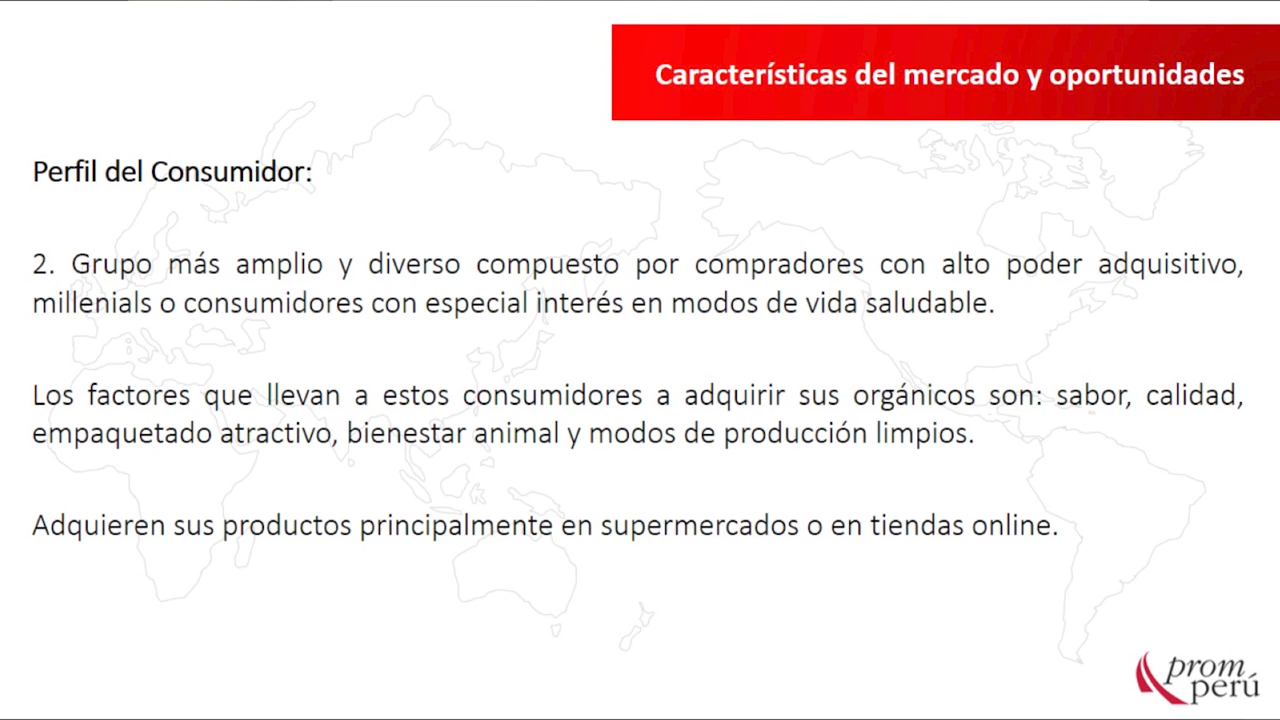 Características del mercado y oportunidades
Perfil del Consumidor:
2. Grupo más amplio y diverso compuesto por compradores con alto poder adquisitivo,
millenials o consumidores con especial interés en modos de vida saludable.
Los factores que llevan a estos consumidores a adquirir sus orgánicos son: sabor, calidad,
empaquetado atractivo, bienestar animal y modos de producción limpios.
Adquieren sus productos principalmente en supermercados o en tiendas online.
prom
perú